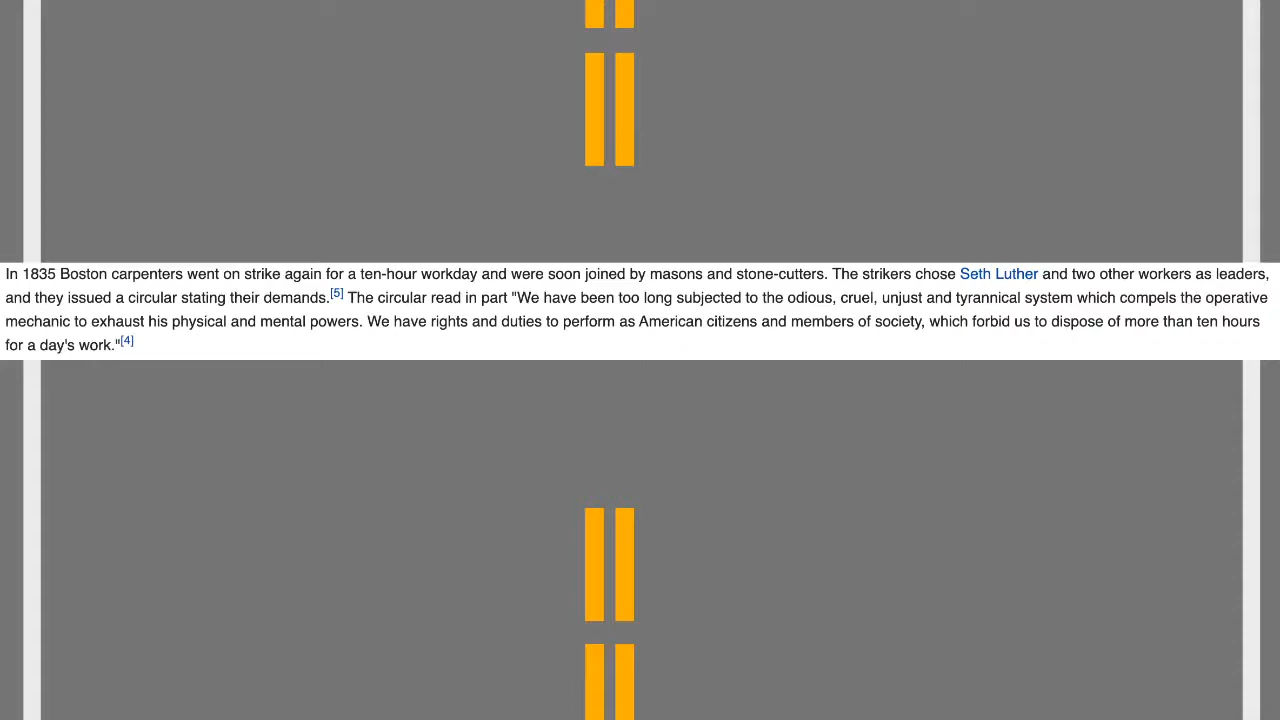 In 1835 Boston carpenters went on strike again for a ten-hour workday and were soon joined by masons and stone-cutters. The strikers chose Seth Luther and two other workers as leaders,
and they issued a circular stating their demands.[5] The circular read in part "We have been too long subjected to the odious, cruel, unjust and tyrannical system which compels the operative
mechanic to exhaust his physical and mental powers. We have rights and duties to perform as American citizens and members of society, which forbid us to dispose of more than ten hours
for a day's work."[4]